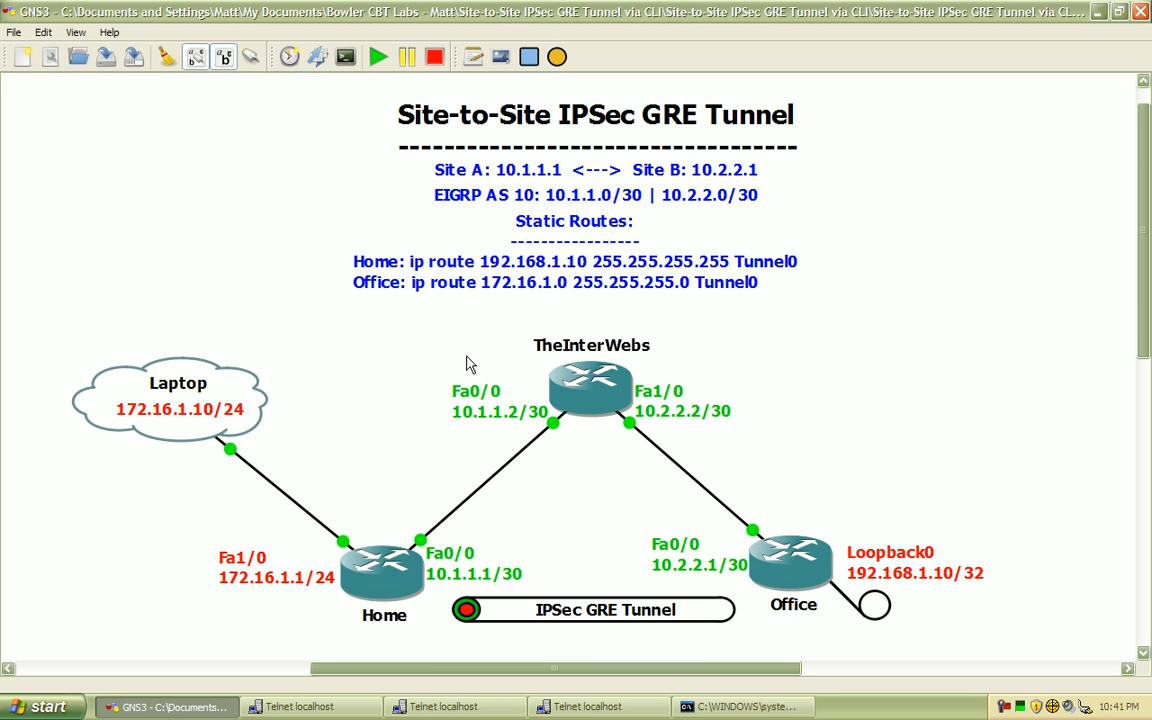 GNS3 - C:\Documents and Settings\Matt\My Documents\Bowler CBT Labs - Matt\Site-to-Site IPSec GRE Tunnel via CLI\Site-to-Site IPSec GRE Tunnel via CLI\Site-to-Site IPSec GRE Tunnel via CL...
File Edit View Help
Site-to-Site IPSec GRE Tunnel
---------------------------------
Site A: 10.1.1.1 <---> Site B: 10.2.2.1
EIGRP AS 10: 10.1.1.0/30 | 10.2.2.0/30
Static Routes:
-----------------
Home: ip route 192.168.1.10 255.255.255.255 Tunnel0
Office: ip route 172.16.1.0 255.255.255.0 Tunnel0
TheInterWebs
Laptop
172.16.1.10/24
Fa0/0
10.1.1.2/30
Fa1/0
10.2.2.2/30
Fa1/0
172.16.1.1/24
Fa0/0
10.1.1.1/30
Home
IPSec GRE Tunnel
Fa0/0
10.2.2.1/30
Office
Loopback0
192.168.1.10/32
start
GNS3 - C:\Documents...
Telnet localhost
Telnet localhost
Telnet localhost
C:\WINDOWS\syste...
10:41 PM